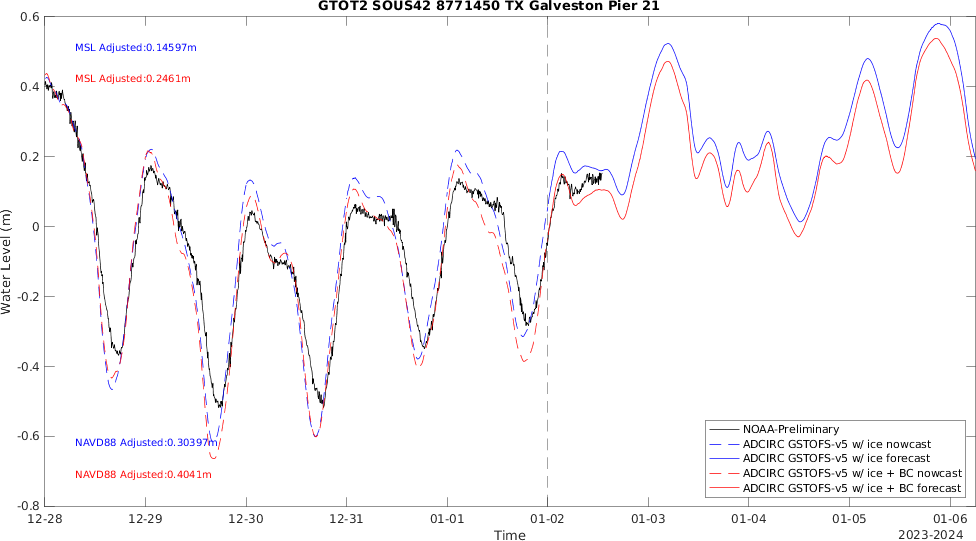 GTOT2 SOUS42 8771450 TX Galveston Pier 21
Water Level (m)
0.6
0.4
0.2
0
-0.2
-0.4
-0.6
-0.8
MSL Adjusted:0.14597m
MSL Adjusted:0.2461m
NAVD88 Adjusted:0.30397m
NAVD88 Adjusted:0.4041m
NOAA-Preliminary
ADCIRC GSTOFS-v5 w/ ice nowcast
ADCIRC GSTOFS-v5 w/ ice forecast
ADCIRC GSTOFS-v5 w/ ice + BC nowcast
ADCIRC GSTOFS-v5 w/ ice + BC forecast
12-28 12-29 12-30 12-31 01-01 01-02 01-03 01-04 01-05 01-06
Time
2023-2024